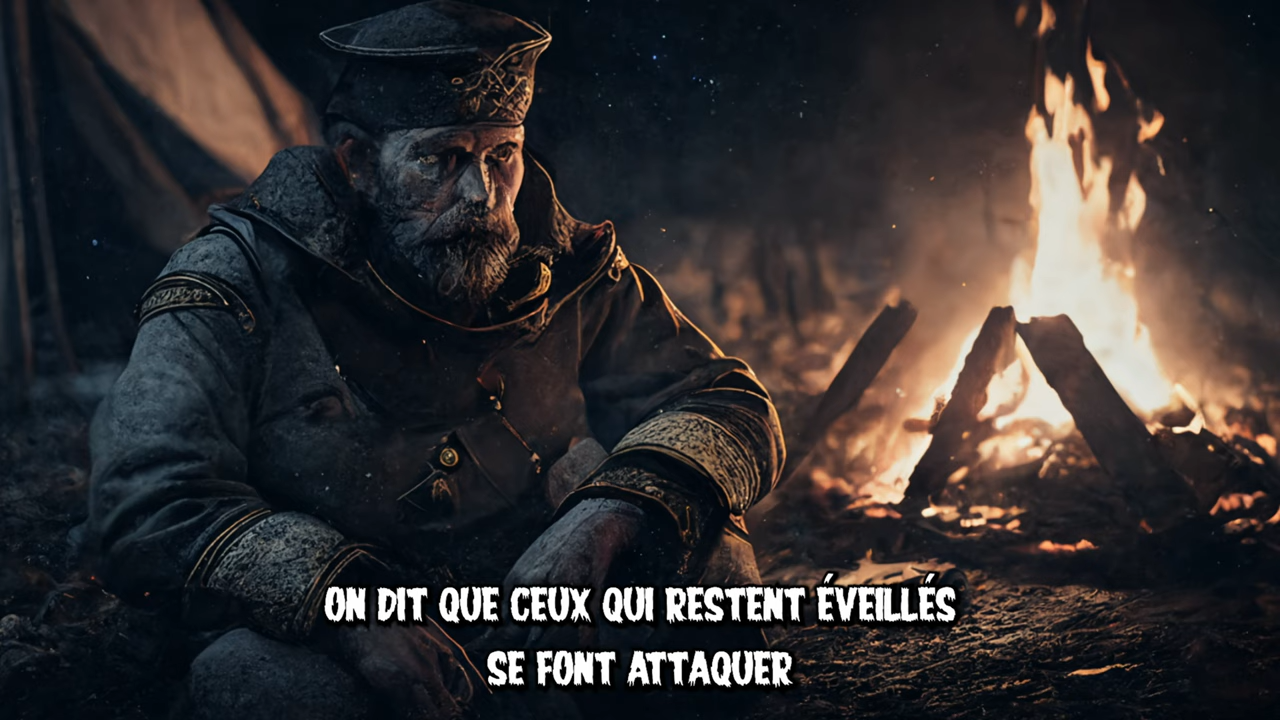 ON DIT QUE CEUX QUI RESTENT ÉVEILLÉS
SE FONT ATTAQUER